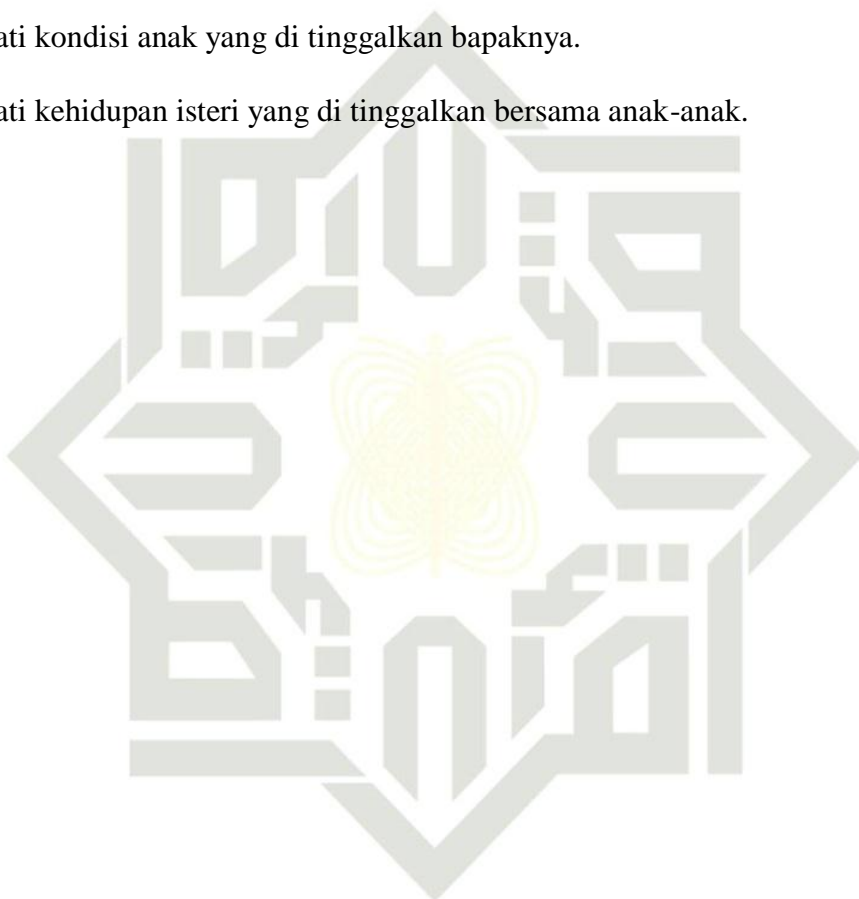 ati kondisi anak yang di tinggalkan bapaknya.
ati kehidupan isteri yang di tinggalkan bersama anak-anak.